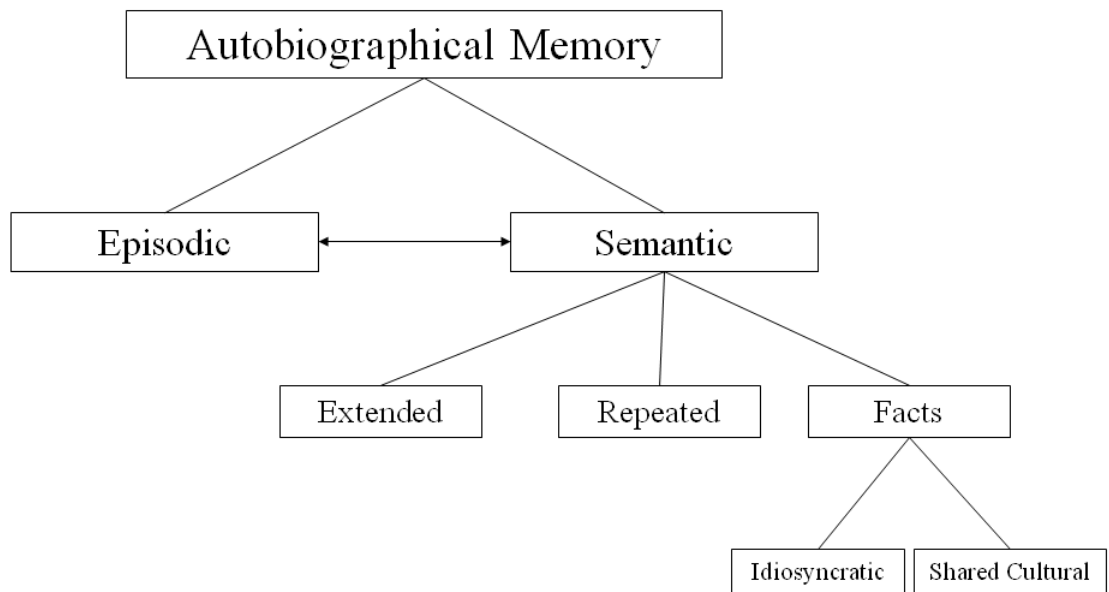 Autobiographical Memory
Episodic
Semantic
Extended
Repeated
Facts
Idiosyncratic
Shared Cultural